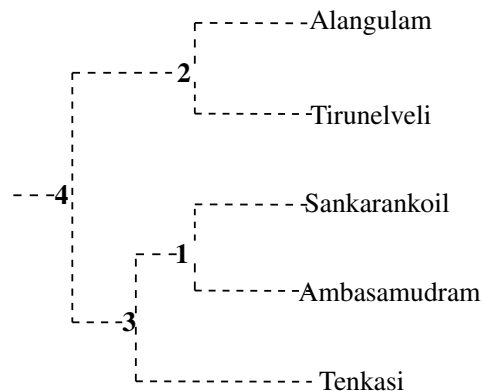 Alangulam
2
Tirunelveli
4
Sankarankoil
1
Ambasamudram
3
Tenkasi